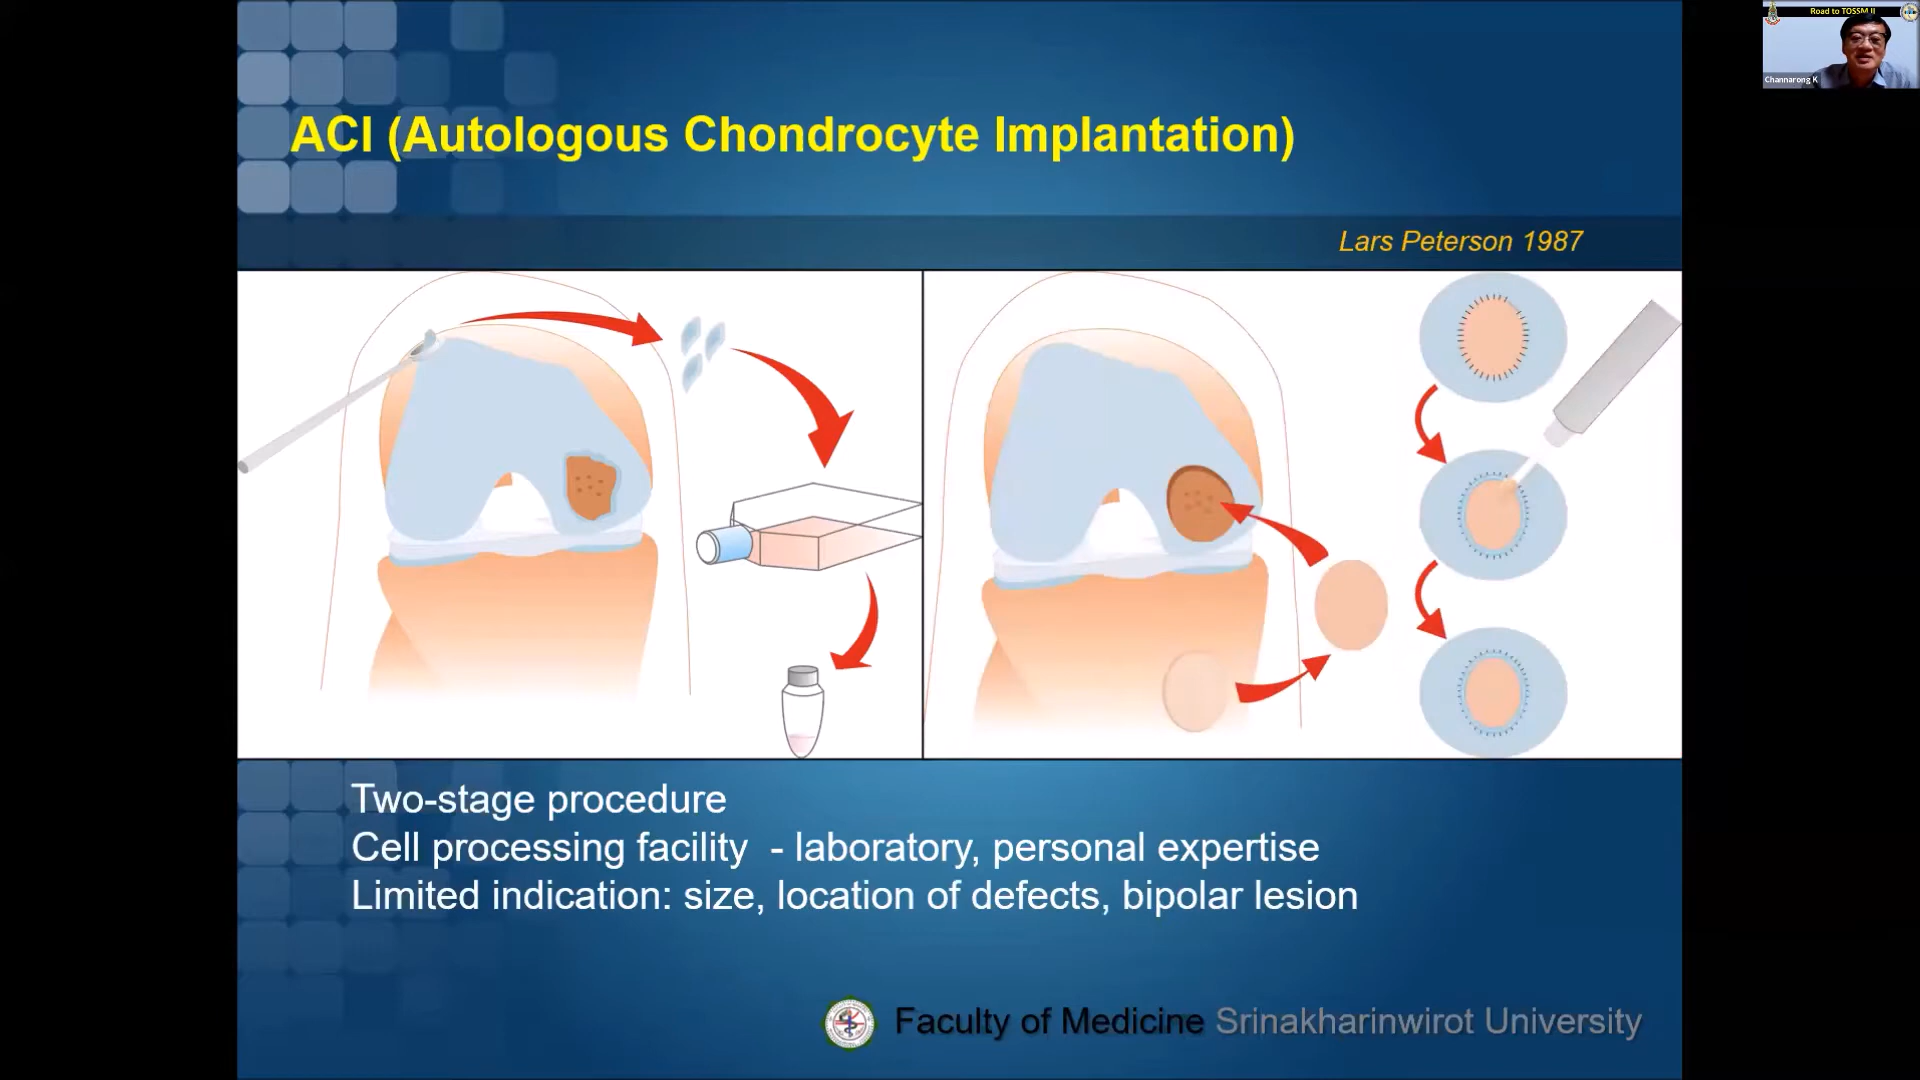 Road to TOSSM II
Channarong K
ACI (Autologous Chondrocyte Implantation)
Lars Peterson 1987
Two-stage procedure
Cell processing facility - laboratory, personal expertise
Limited indication: size, location of defects, bipolar lesion
Faculty of Medicine Srinakharinwirot University